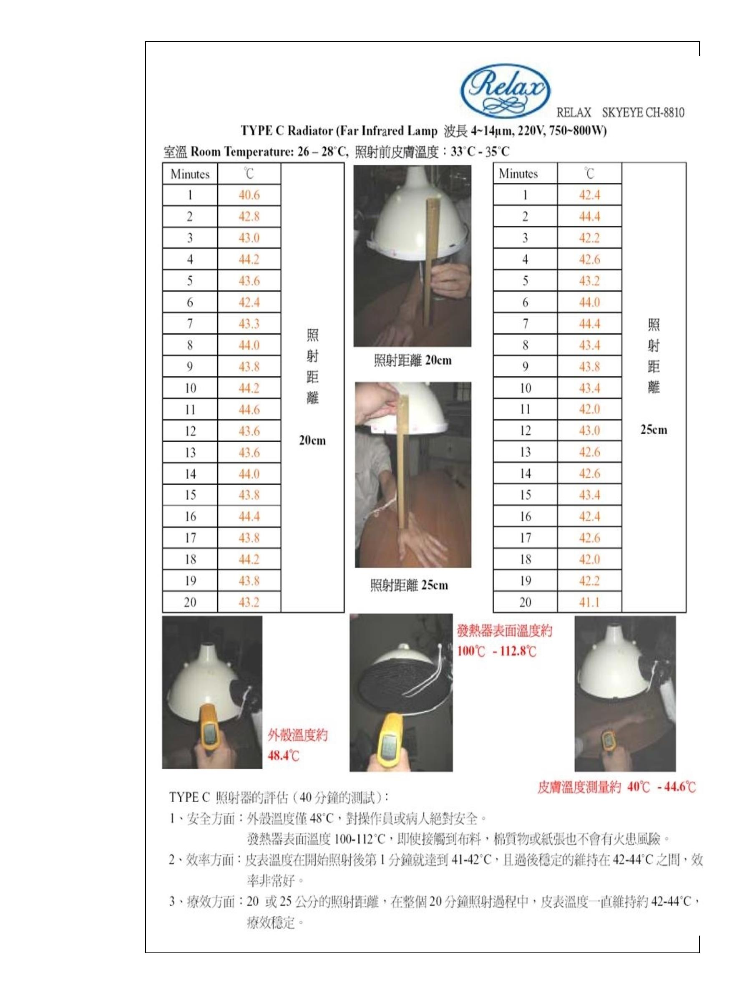 Relax
RELAX SKYEYE CH-8810
TYPE C Radiator (Far Infrared Lamp 波長 4~14μm, 220V, 750~800W)
室溫 Room Temperature: 26 – 28°C, 照射前皮膚溫度：33°C - 35°C
Minutes ℃
1 40.6
2 42.8
3 43.0
4 44.2
5 43.6
6 42.4
7 43.3
8 44.0
9 43.8
10 44.2
11 44.6
12 43.6
13 43.6
14 44.0
15 43.8
16 44.4
17 43.8
18 44.2
19 43.8
20 43.2
照
射
距
離
20cm
照射距離 20cm
照射距離 25cm
Minutes ℃
1 42.4
2 44.4
3 42.2
4 42.6
5 43.2
6 44.0
7 44.4
8 43.4
9 43.8
10 43.4
11 42.0
12 43.0
13 42.6
14 42.6
15 43.4
16 42.4
17 42.6
18 42.0
19 42.2
20 41.1
照
射
距
離
25cm
外殼溫度約
48.4℃
發熱器表面溫度約
100℃ - 112.8℃
皮膚溫度測量約 40℃ - 44.6℃
TYPE C 照射器的評估（40 分鐘的測試）：
1、安全方面：外殼溫度僅 48°C，對操作員或病人絕對安全。
發熱器表面溫度 100-112°C，即使接觸到布料，棉質物或紙張也不會有火患風險。
2、效率方面：皮表溫度在開始照射後第 1 分鐘就達到 41-42°C，且過後穩定的維持在 42-44°C 之間，效
率非常好。
3、療效方面：20 或 25 公分的照射距離，在整個 20 分鐘照射過程中，皮表溫度一直維持約 42-44°C，
療效穩定。